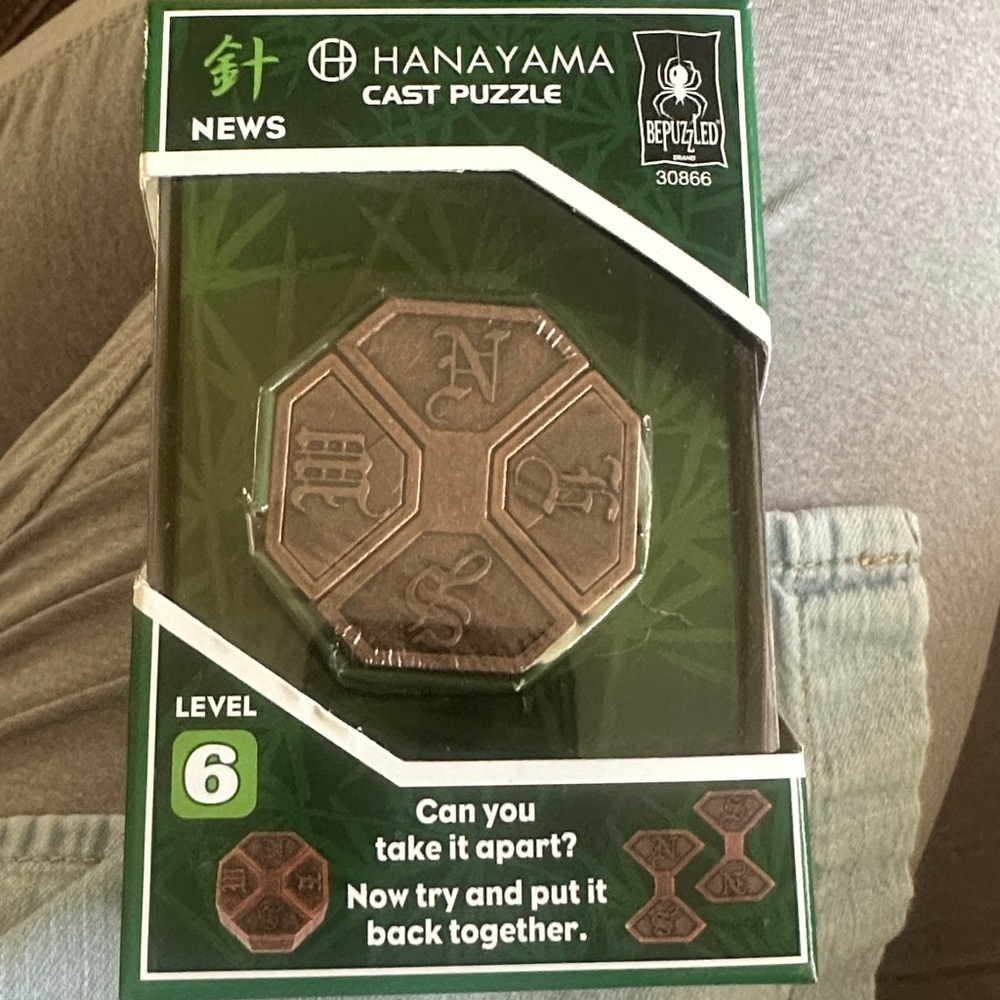 針
HANAYAMA
CAST PUZZLE
NEWS
BEPUZZLED®
BRAND
30866
N
W
E
S
LEVEL
6
Can you
take it apart?
Now try and put it
back together.
N
W
E
S
N
S